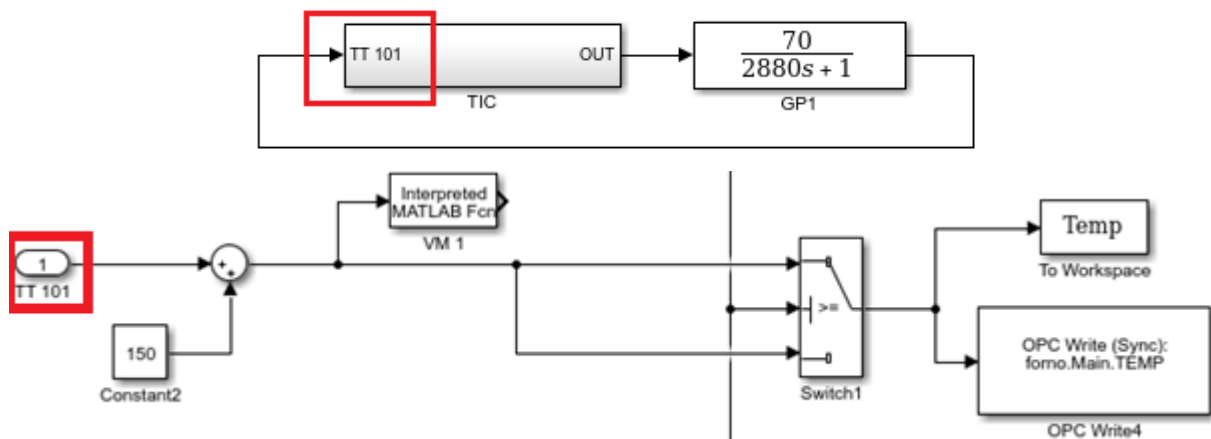 TT 101
OUT
TIC
70
2880s + 1
GP1
Interpreted
MATLAB Fcn
VM 1
1
TT 101
150
Constant2
>=
Switch1
Temp
To Workspace
OPC Write (Sync):
forno.Main.TEMP
OPC Write4